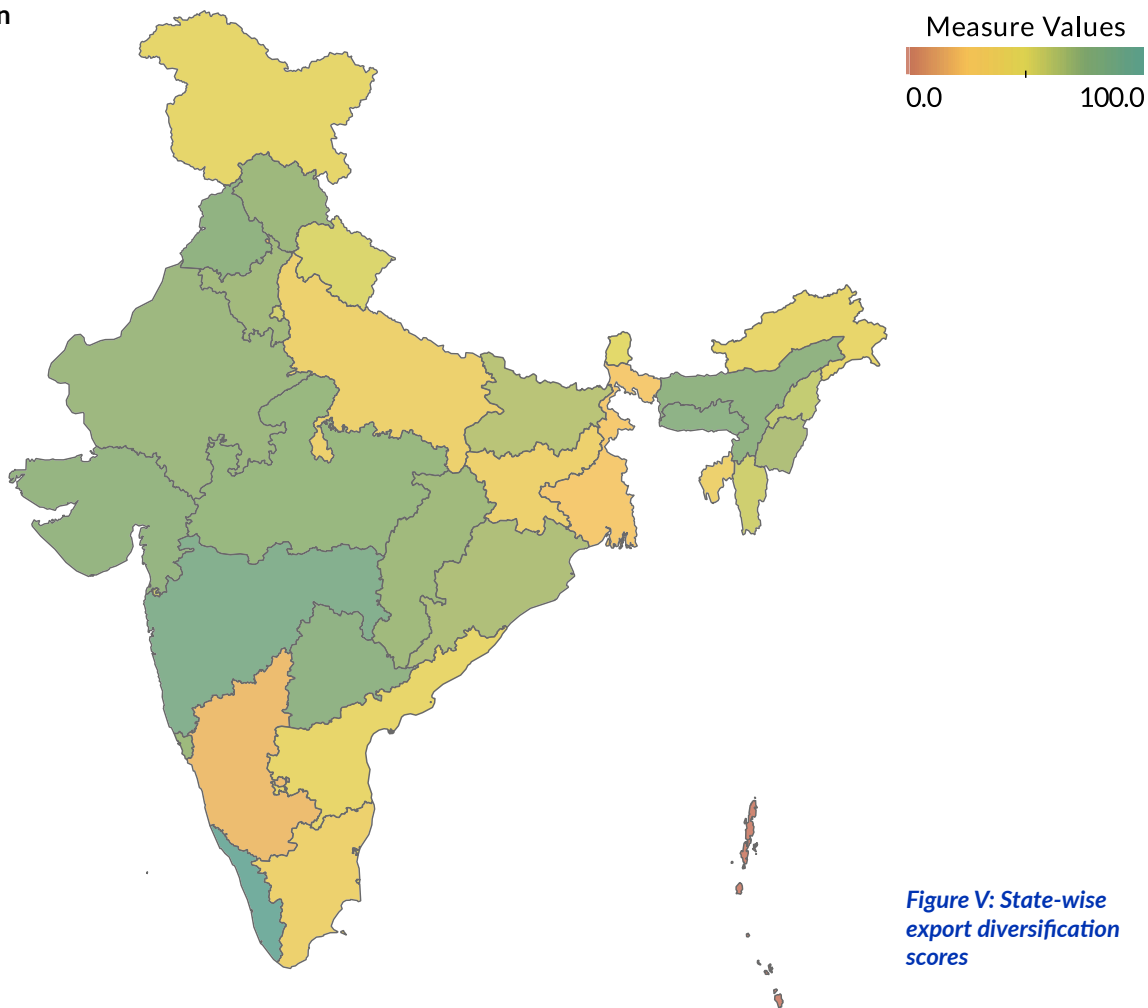 n
Measure Values
0.0 100.0
Figure V: State-wise
export diversification
scores